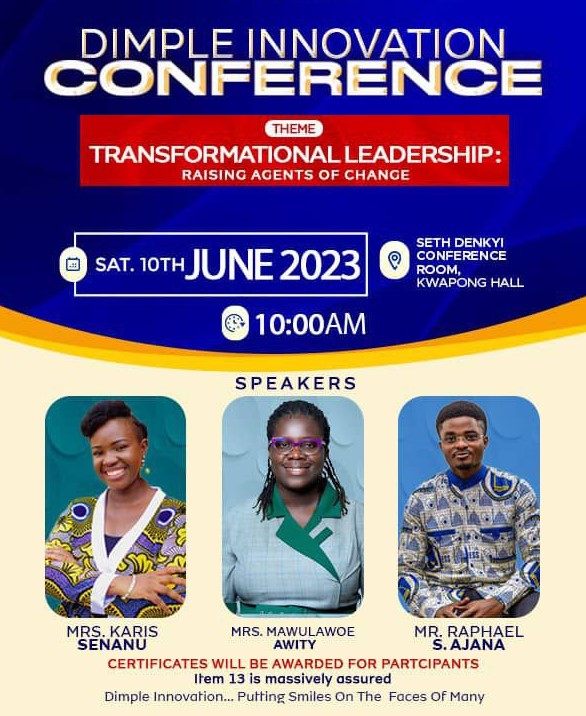 DIMPLE INNOVATION
CONFERENCE
THEME
TRANSFORMATIONAL LEADERSHIP:
RAISING AGENTS OF CHANGE
SAT. 10TH JUNE 2023
SETH DENKYI
CONFERENCE
ROOM,
KWAPONG HALL
10:00AM
SPEAKERS
MRS. KARIS
SENANU
MRS. MAWULAWOE
AWITY
MR. RAPHAEL
S. AJANA
CERTIFICATES WILL BE AWARDED FOR PARTCIPANTS
Item 13 is massively assured
Dimple Innovation... Putting Smiles On The Faces Of Many